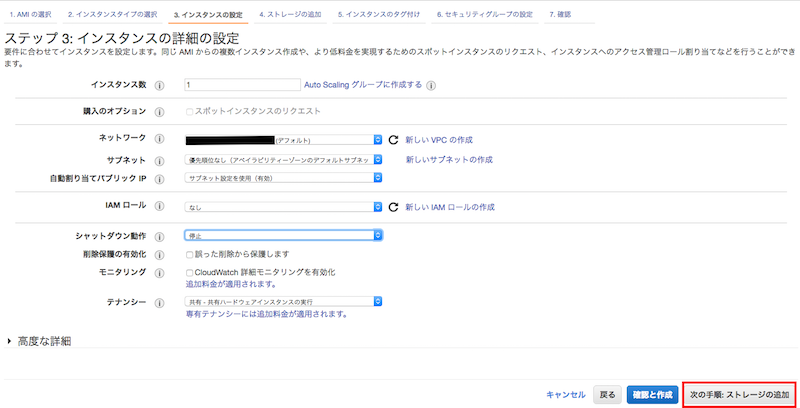 1. AMI の選択 2. インスタンスタイプの選択 3. インスタンスの設定 4. ストレージの追加 5. インスタンスのタグ付け 6. セキュリティグループの設定 7. 確認
ステップ 3: インスタンスの詳細の設定
要件に合わせてインスタンスを設定します。同じ AMI からの複数インスタンス作成や、より低料金を実現するためのスポットインスタンスのリクエスト、インスタンスへのアクセス管理ロール割り当てなどを行うことができ
ます。
インスタンス数 1 Auto Scaling グループに作成する
購入のオプション スポットインスタンスのリクエスト
ネットワーク (デフォルト) 新しい VPC の作成
サブネット 優先順位なし（アベイラビリティーゾーンのデフォルトサブネッ 新しいサブネットの作成
自動割り当てパブリック IP サブネット設定を使用（有効）
IAM ロール なし 新しい IAM ロールの作成
シャットダウン動作 停止
削除保護の有効化 誤った削除から保護します
モニタリング CloudWatch 詳細モニタリングを有効化
追加料金が適用されます。
テナンシー 共有 - 共有ハードウェアインスタンスの実行
専有テナンシーには追加料金が適用されます。
高度な詳細
キャンセル 戻る 確認と作成 次の手順: ストレージの追加